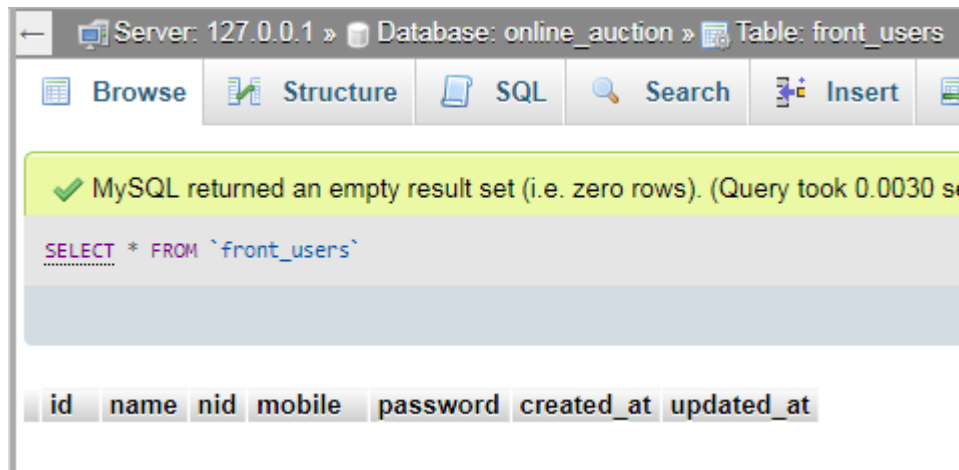 ← Server: 127.0.0.1 » Database: online_auction » Table: front_users
Browse Structure SQL Search Insert
MySQL returned an empty result set (i.e. zero rows). (Query took 0.0030
SELECT * FROM `front_users`
id name nid mobile password created_at updated_at